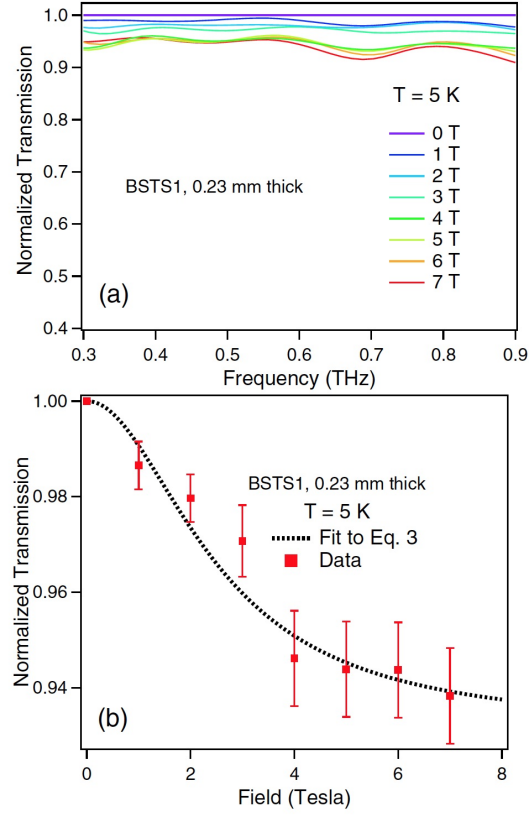 1.0
0.9
0.8
0.7
0.6
0.5
0.4
Normalized Transmission
T = 5 K
0 T
1 T
2 T
3 T
4 T
5 T
6 T
7 T
BSTS1, 0.23 mm thick
(a)
0.3 0.4 0.5 0.6 0.7 0.8 0.9
Frequency (THz)
1.00
0.98
0.96
0.94
Normalized Transmission
BSTS1, 0.23 mm thick
T = 5 K
Fit to Eq. 3
Data
(b)
0 2 4 6 8
Field (Tesla)